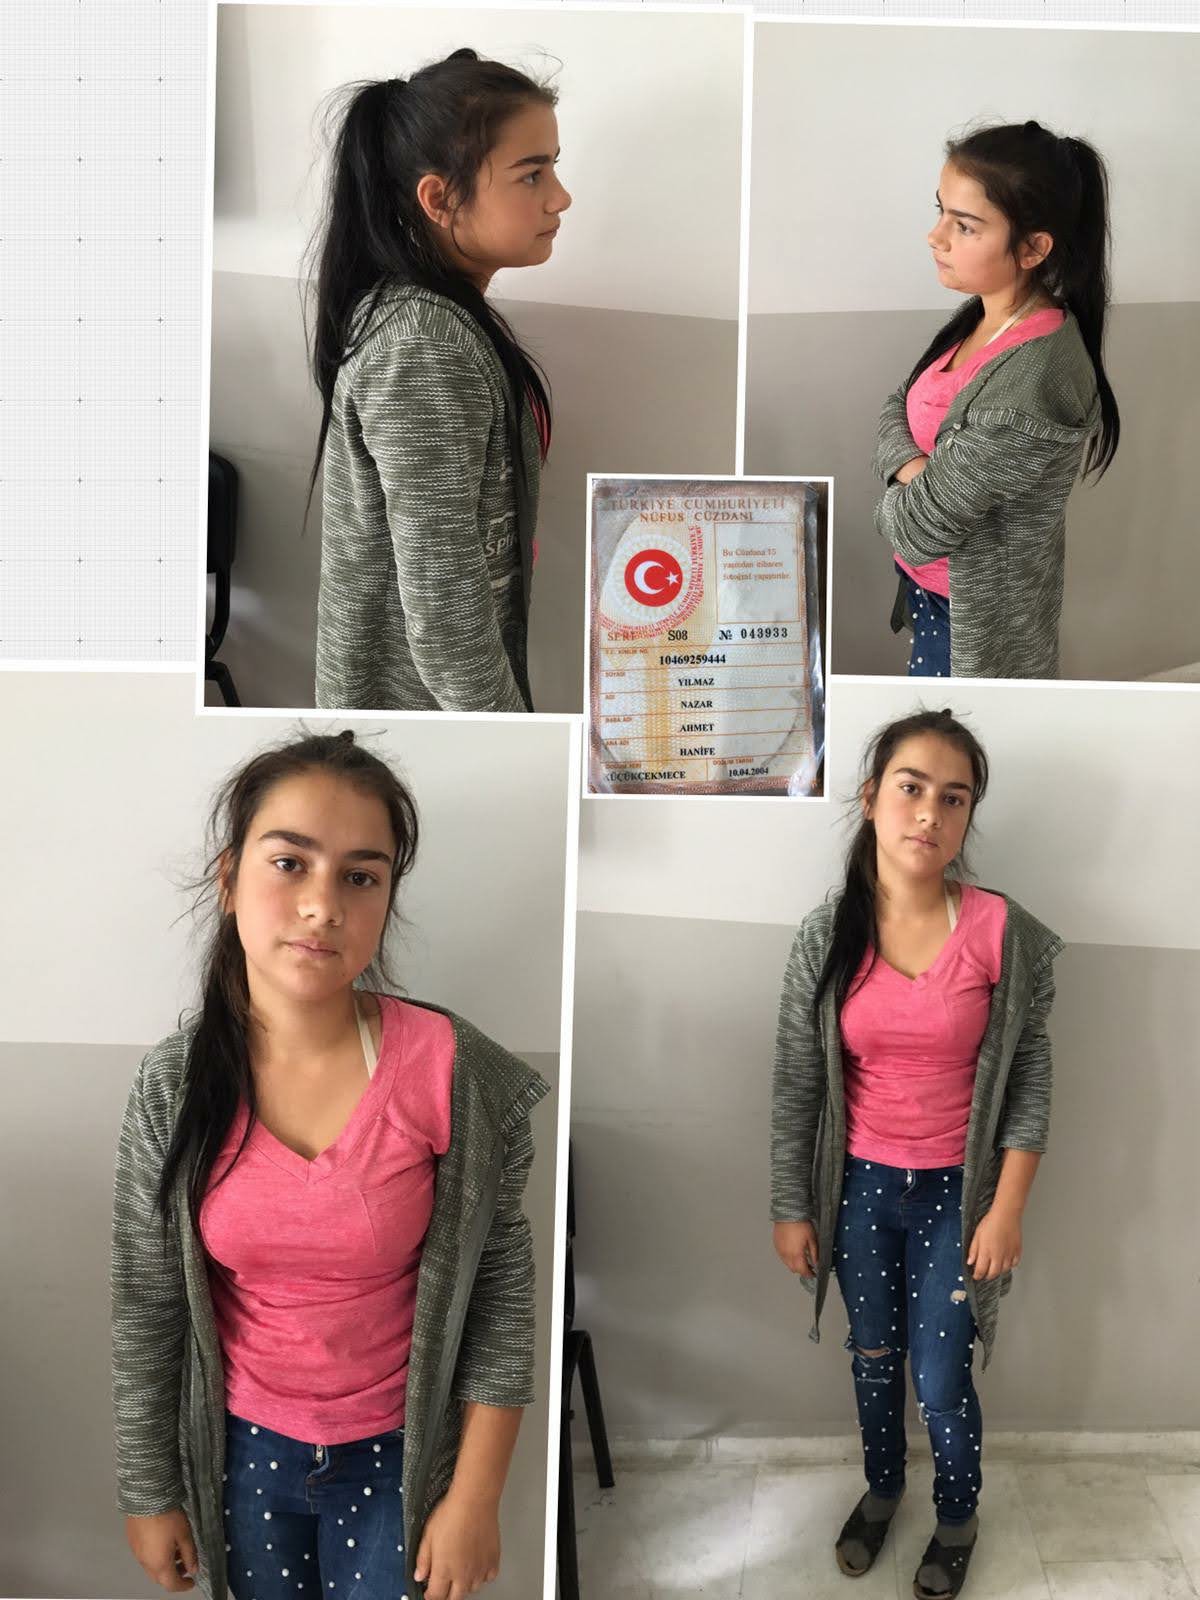 TÜRKİYE CUMHURİYETİ
NÜFUS CÜZDANI
Bu Cüzdana 15
yaşından itibaren
fotoğraf yapıştırılır.
SERİ S08 № 043933
T.C. KİMLİK NO.
10469259444
SOYADI
YILMAZ
ADI
NAZAR
BABA ADI
AHMET
ANA ADI
HANİFE
DOĞUM YERİ DOĞUM TARİHİ
KÜÇÜKÇEKMECE 10.04.2004